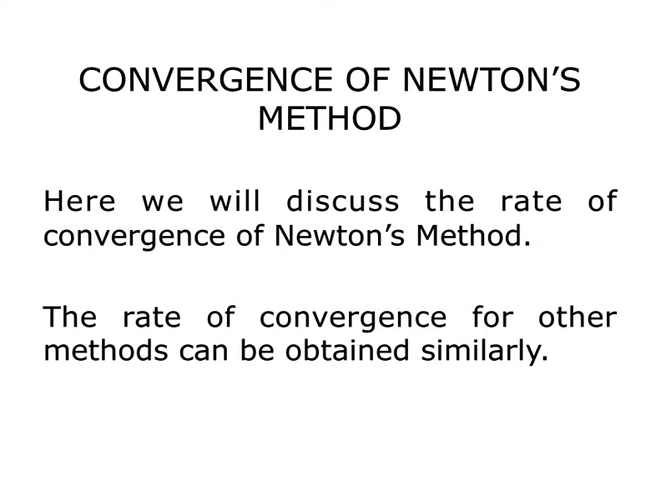 CONVERGENCE OF NEWTON’S
METHOD
Here we will discuss the rate of
convergence of Newton’s Method.
The rate of convergence for other
methods can be obtained similarly.